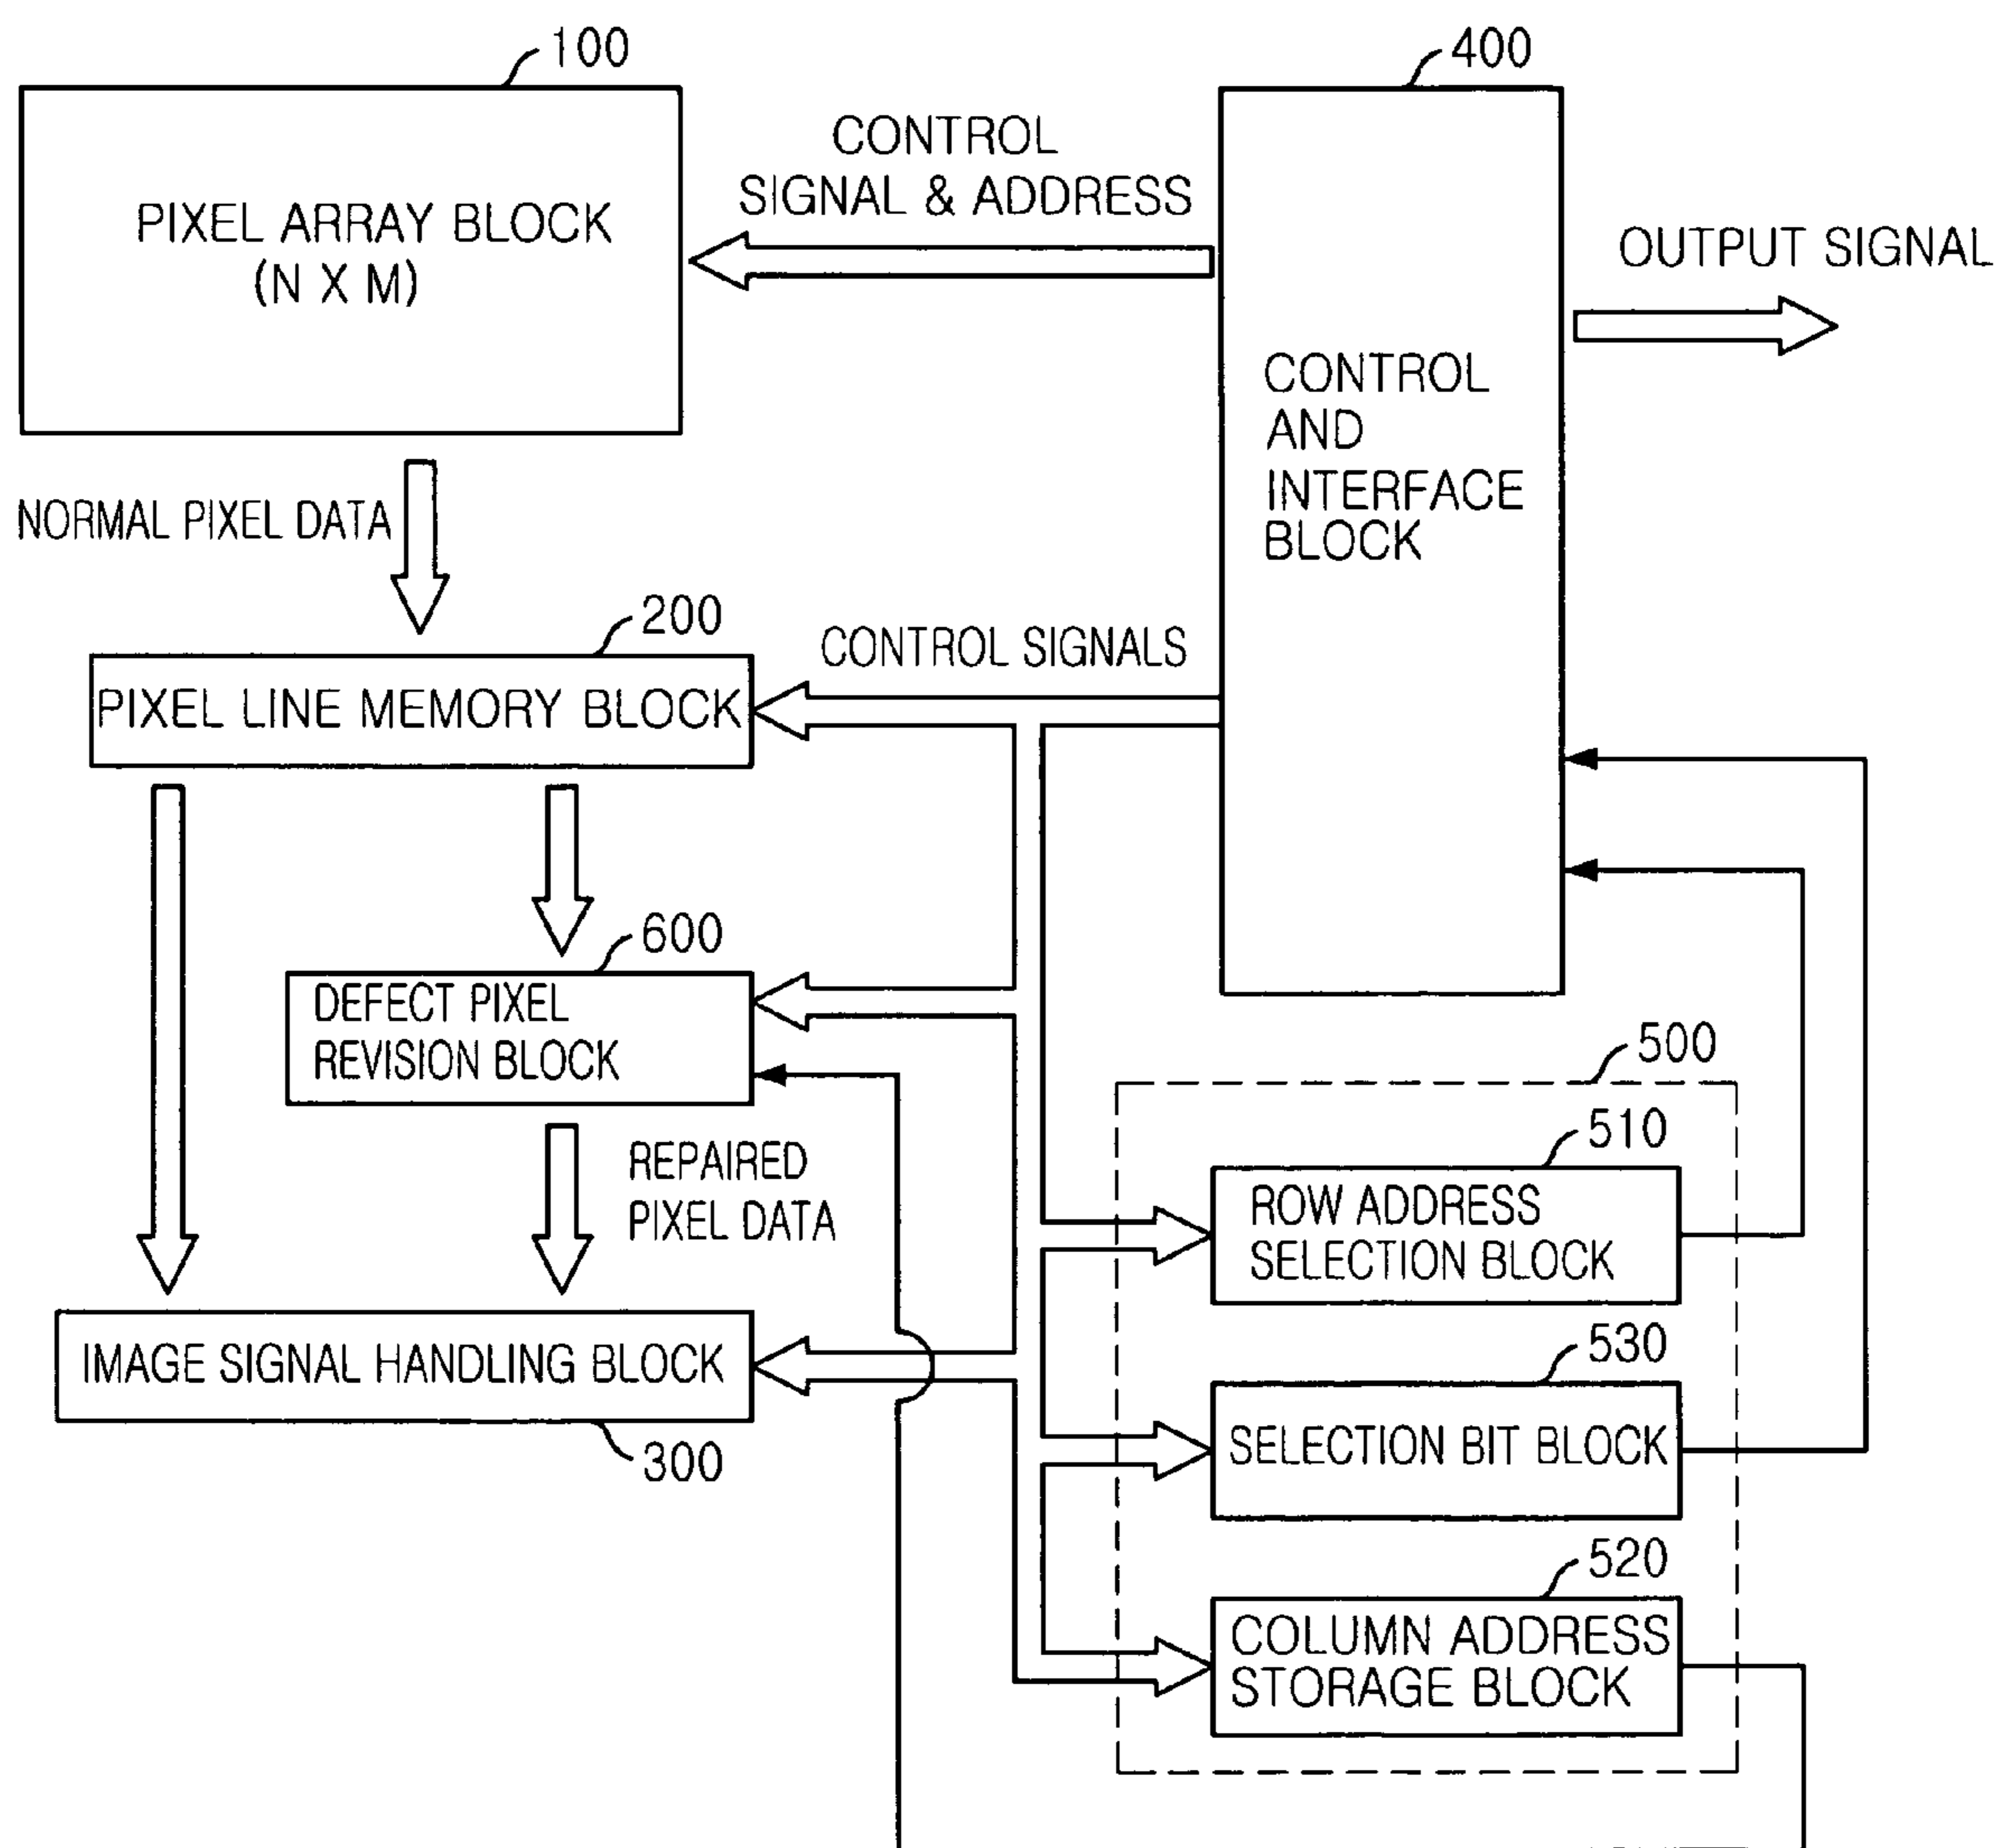 100
400
PIXEL ARRAY BLOCK
(N X M)
CONTROL
SIGNAL & ADDRESS
OUTPUT SIGNAL
CONTROL
AND
INTERFACE
BLOCK
NORMAL PIXEL DATA
200
PIXEL LINE MEMORY BLOCK
CONTROL SIGNALS
600
DEFECT PIXEL
REVISION BLOCK
REPAIRED
PIXEL DATA
500
510
ROW ADDRESS
SELECTION BLOCK
IMAGE SIGNAL HANDLING BLOCK
300
530
SELECTION BIT BLOCK
520
COLUMN ADDRESS
STORAGE BLOCK